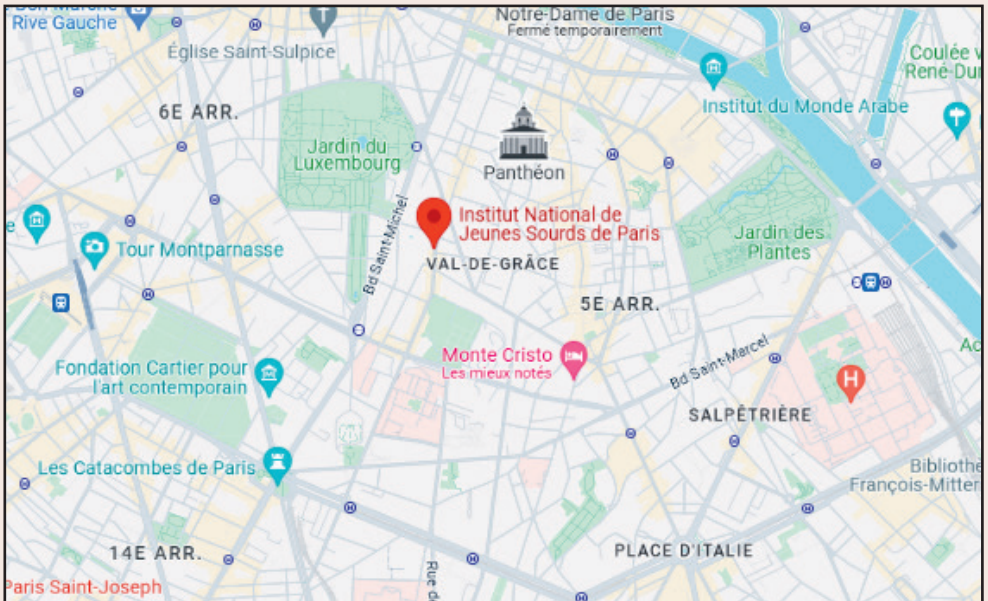 Bon Marché
Rive Gauche
Église Saint-Sulpice
Notre-Dame de Paris
Fermé temporairement
Coulée
René-Du
Institut du Monde Arabe
6E ARR.
Jardin du
Luxembourg
Panthéon
Bd Saint-Michel
Institut National de
Jeunes Sourds de Paris
VAL-DE-GRÂCE
Jardin des
Plantes
e
Tour Montparnasse
5E ARR.
Fondation Cartier pour
l'art contemporain
Monte Cristo
Les mieux notés
Bd Saint-Marcel
Ac
H
SALPÊTRIÈRE
Les Catacombes de Paris
Biblioth
François-Mitter
14E ARR.
PLACE D'ITALIE
Paris Saint-Joseph
Rue d